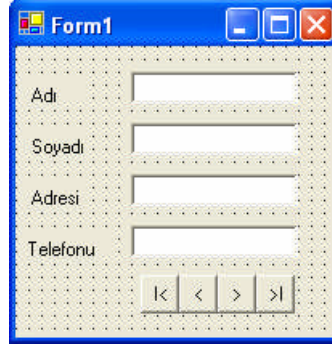 Form1
Adı
Soyadı
Adresi
Telefonu
|< < > >|